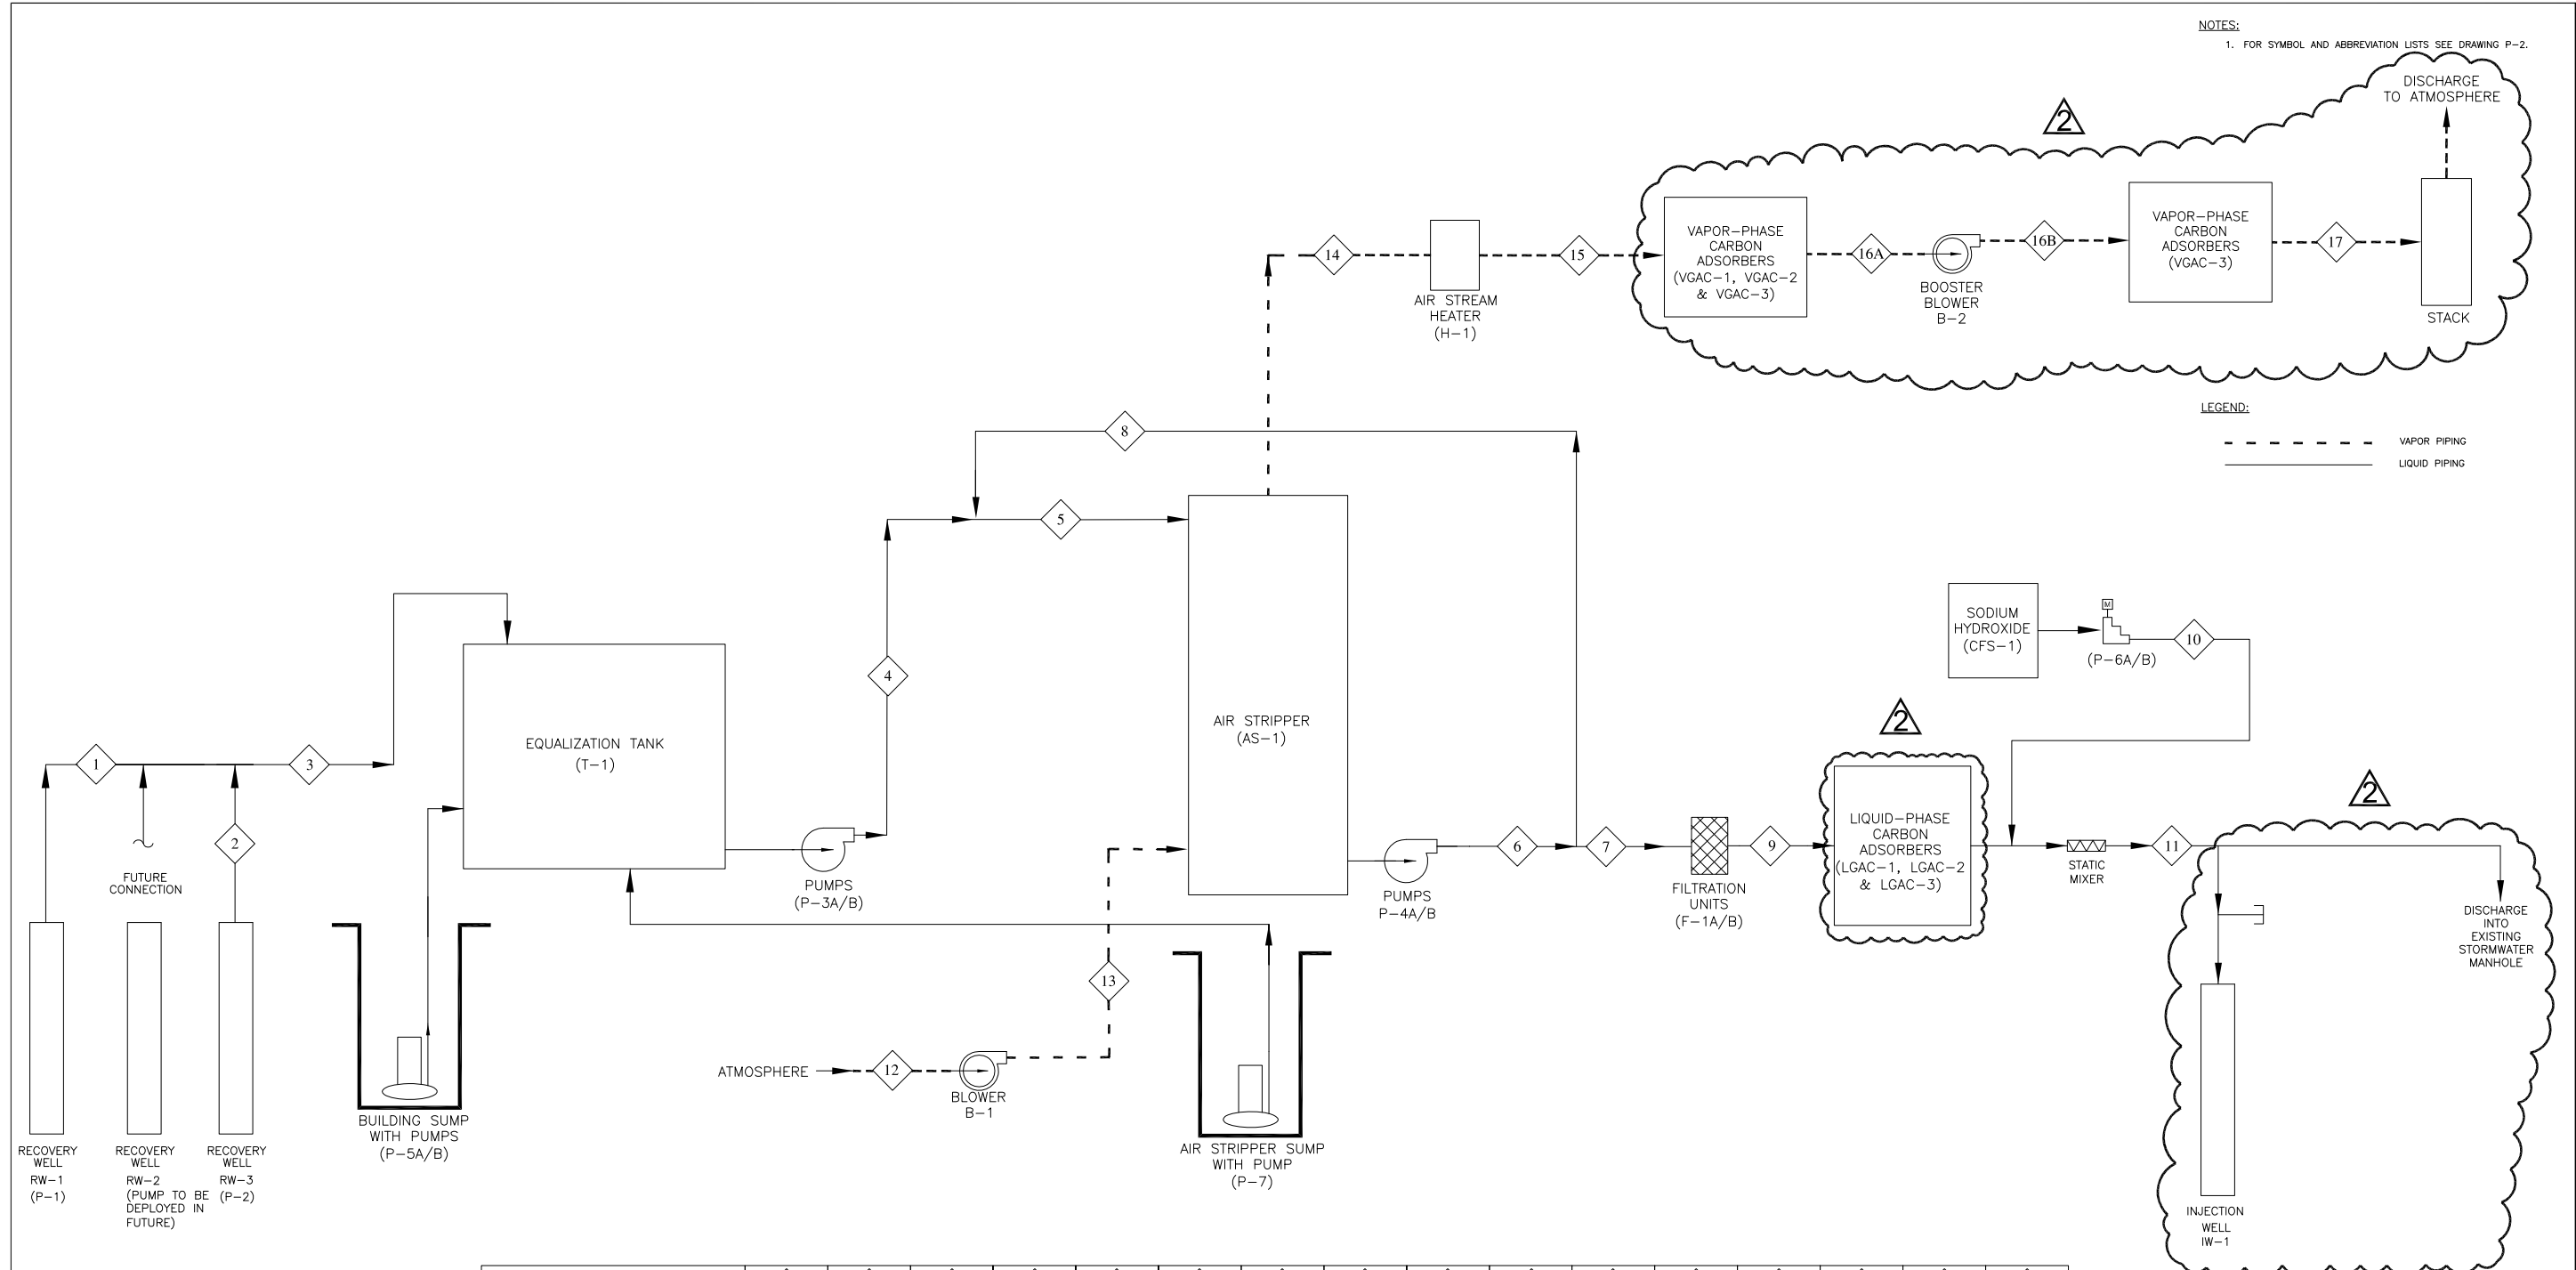 NOTES:
1. FOR SYMBOL AND ABBREVIATION LISTS SEE DRAWING P-2.
DISCHARGE
TO ATMOSPHERE
2
14
15
16A
16B
17
VAPOR-PHASE
CARBON
ADSORBERS
(VGAC-1, VGAC-2
& VGAC-3)
VAPOR-PHASE
CARBON
ADSORBERS
(VGAC-3)
AIR STREAM
HEATER
(H-1)
BOOSTER
BLOWER
B-2
STACK
LEGEND:
VAPOR PIPING
LIQUID PIPING
8
5
4
SODIUM
HYDROXIDE
(CFS-1)
M
(P-6A/B)
10
EQUALIZATION TANK
(T-1)
AIR STRIPPER
(AS-1)
2
1
3
2
2
FUTURE
CONNECTION
PUMPS
(P-3A/B)
6
7
9
11
PUMPS
P-4A/B
FILTRATION
UNITS
(F-1A/B)
LIQUID-PHASE
CARBON
ADSORBERS
(LGAC-1, LGAC-2
& LGAC-3)
STATIC
MIXER
DISCHARGE
INTO
EXISTING
STORMWATER
MANHOLE
13
ATMOSPHERE
12
BLOWER
B-1
BUILDING SUMP
WITH PUMPS
(P-5A/B)
AIR STRIPPER SUMP
WITH PUMP
(P-7)
RECOVERY
WELL
RW-1
(P-1)
RECOVERY
WELL
RW-2
(PUMP TO BE
DEPLOYED IN
FUTURE)
RECOVERY
WELL
RW-3
(P-2)
INJECTION
WELL
IW-1